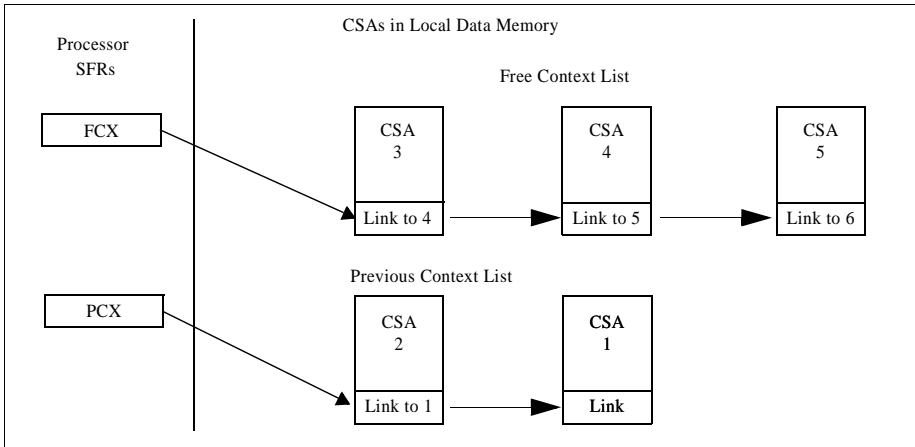 CSAs in Local Data Memory
Processor
SFRs
Free Context List
FCX
CSA
3
Link to 4
CSA
4
Link to 5
CSA
5
Link to 6
Previous Context List
PCX
CSA
2
Link to 1
CSA
1
Link